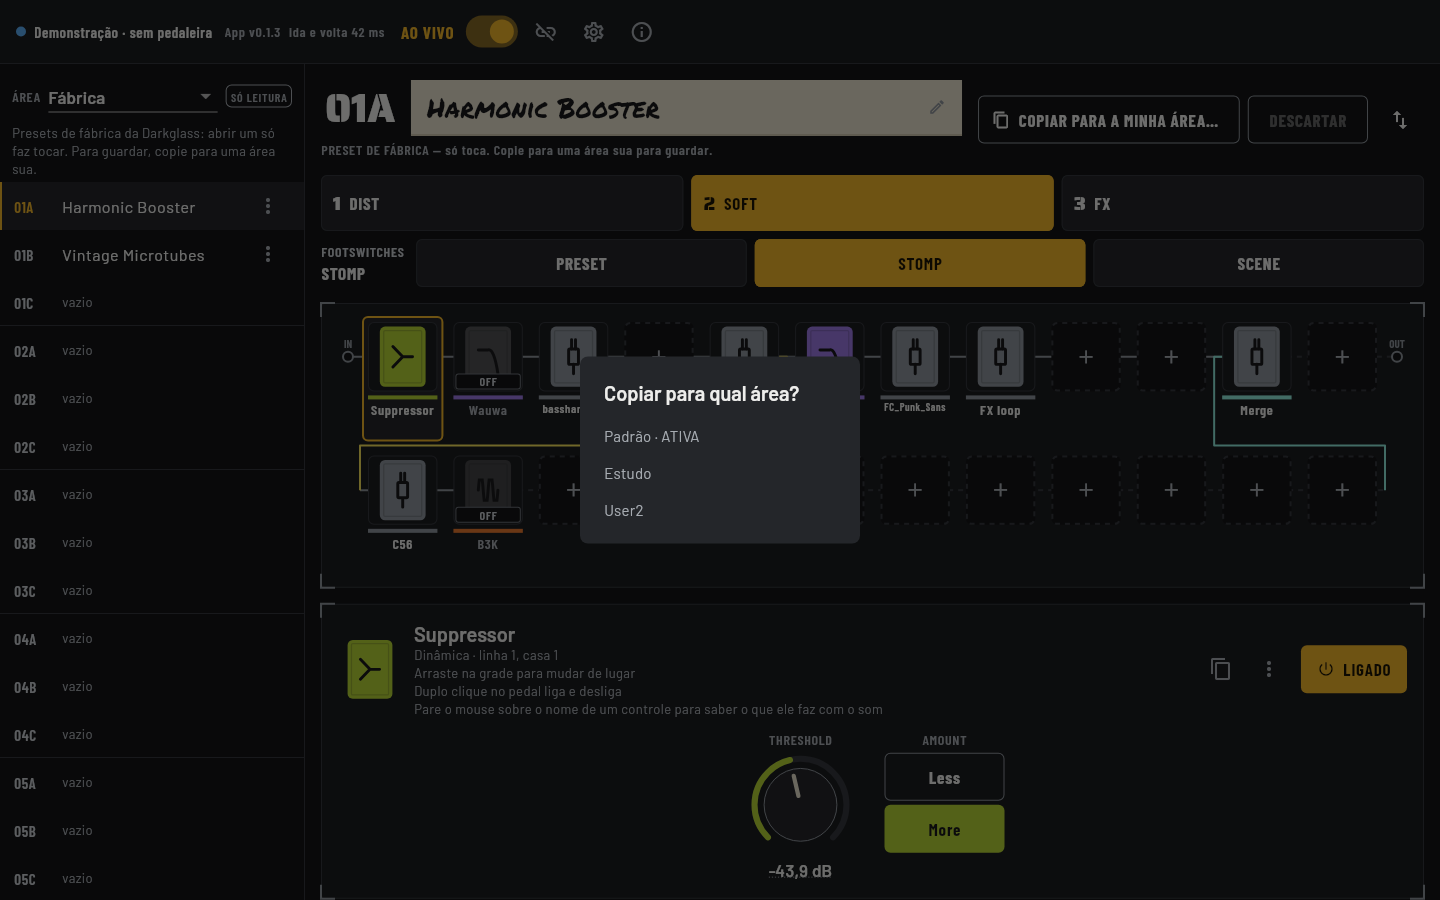 Demonstração · sem pedaleira App v0.1.3 Ida e volta 42 ms AO VIVO
ÁREA Fábrica SÓ LEITURA
Presets de fábrica da Darkglass: abrir um só
faz tocar. Para guardar, copie para uma área
sua.
01A Harmonic Booster
01B Vintage Microtubes
01C vazio
02A vazio
02B vazio
02C vazio
03A vazio
03B vazio
03C vazio
04A vazio
04B vazio
04C vazio
05A vazio
05B vazio
05C vazio
01A Harmonic Booster COPIAR PARA A MINHA ÁREA... DESCARTAR
PRESET DE FÁBRICA — só toca. Copie para uma área sua para guardar.
1 DIST 2 SOFT 3 FX
FOOTSWITCHES
STOMP PRESET STOMP SCENE
IN OUT
OFF
Suppressor Wauwa FC_Punk_Sans FX loop Merge
OFF
C56 B3K
Copiar para qual área?
Padrão · ATIVA
Estudo
User2
Suppressor
Dinâmica · linha 1, casa 1
Arraste na grade para mudar de lugar
Duplo clique no pedal liga e desliga
Pare o mouse sobre o nome de um controle para saber o que ele faz com o som
LIGADO
THRESHOLD AMOUNT
Less
More
-43,9 dB